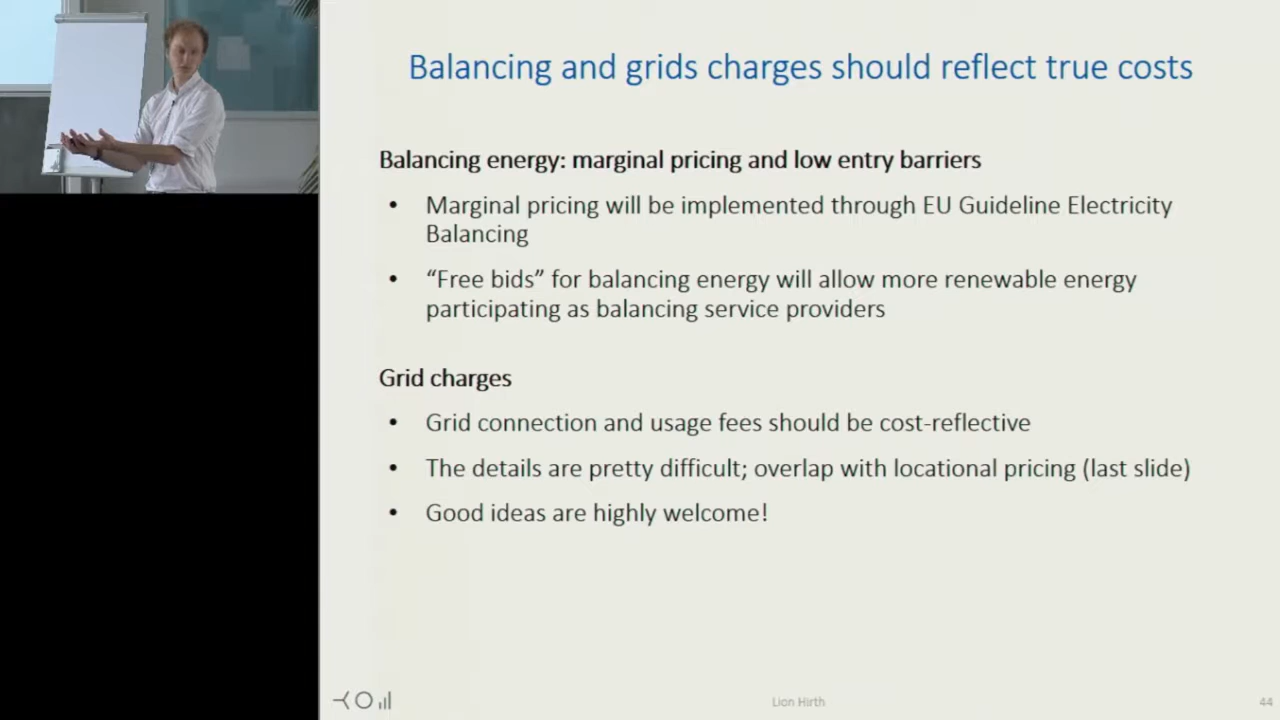 Balancing and grids charges should reflect true costs
Balancing energy: marginal pricing and low entry barriers
• Marginal pricing will be implemented through EU Guideline Electricity
Balancing
• “Free bids” for balancing energy will allow more renewable energy
participating as balancing service providers
Grid charges
• Grid connection and usage fees should be cost-reflective
• The details are pretty difficult; overlap with locational pricing (last slide)
• Good ideas are highly welcome!
Lion Hirth
44